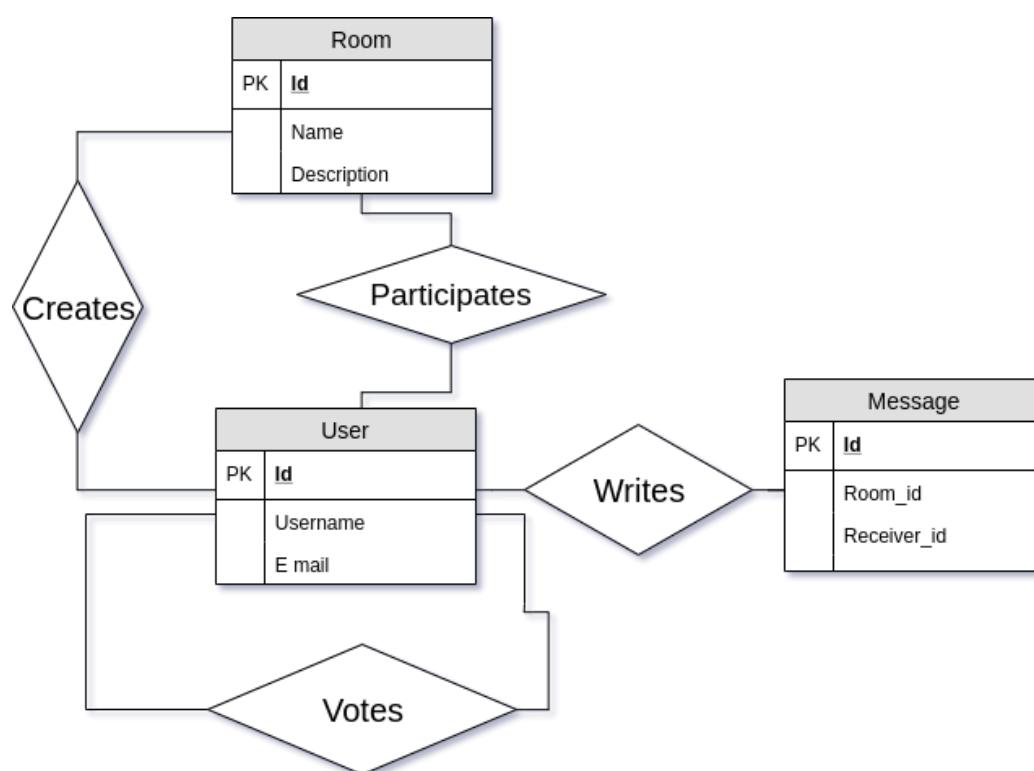 Room
PK Id
Name
Description
Creates
Participates
User
PK Id
Username
E mail
Writes
Message
PK Id
Room_id
Receiver_id
Votes